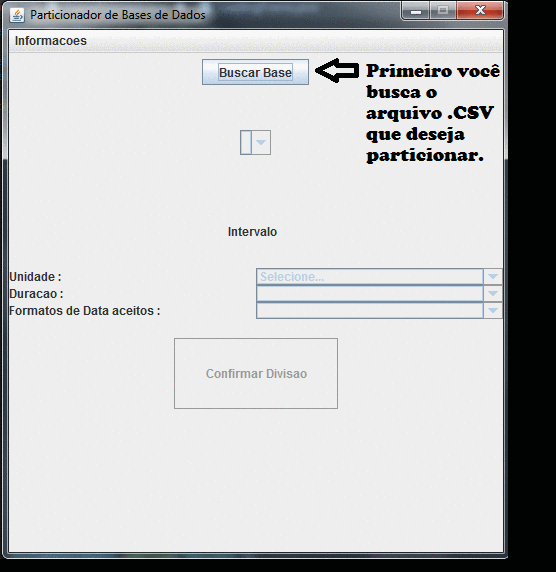 Particionador de Bases de Dados
Informacoes
Buscar Base
Primeiro você
busca o
arquivo .CSV
que deseja
particionar.
Intervalo
Unidade :
Selecione...
Duracao :
Formatos de Data aceitos :
Confirmar Divisao